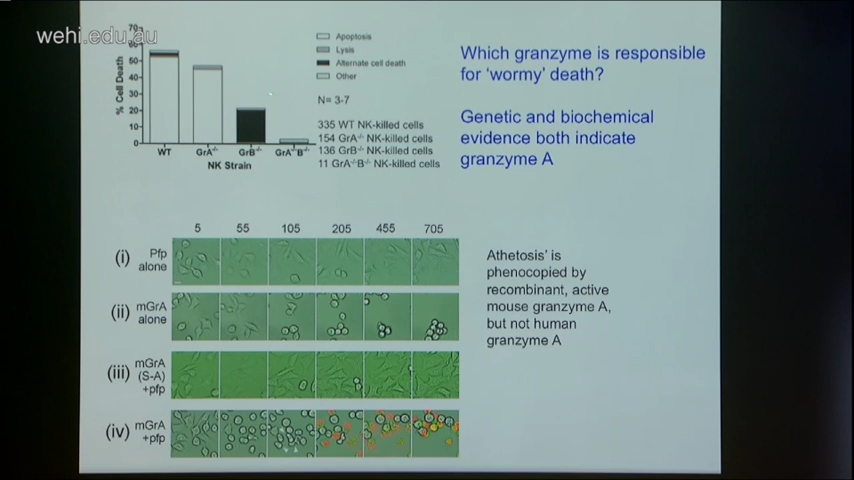 wehi.edu.au
70
60
50
40
30
20
10
0
% Cell Death
WT
GrA-/-
GrB-/-
GrA-/-B-/-
NK Strain
Apoptosis
Lysis
Alternate cell death
Other
N= 3-7
335 WT NK-killed cells
154 GrA-/- NK-killed cells
136 GrB-/- NK-killed cells
11 GrA-/-B-/- NK-killed cells
Which granzyme is responsible
for ‘wormy’ death?
Genetic and biochemical
evidence both indicate
granzyme A
5 55 105 205 455 705
(i) Pfp
alone
(ii) mGrA
alone
(iii) mGrA
(S-A)
+pfp
(iv) mGrA
+pfp
Athetosis’ is
phenocopied by
recombinant, active
mouse granzyme A,
but not human
granzyme A